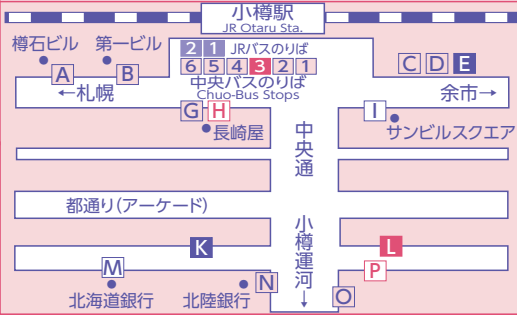 小樽駅
JR Otaru Sta.
樽石ビル 第一ビル
2 1 JRバスのりば
6 5 4 3 2 1
中央バスのりば
Chuo-Bus Stops
A B
C D E
←札幌
余市→
G H
I
長崎屋
サンビルスクエア
中央通
都通り(アーケード)
小樽運河→
K
L
M
P
N
O
北海道銀行 北陸銀行